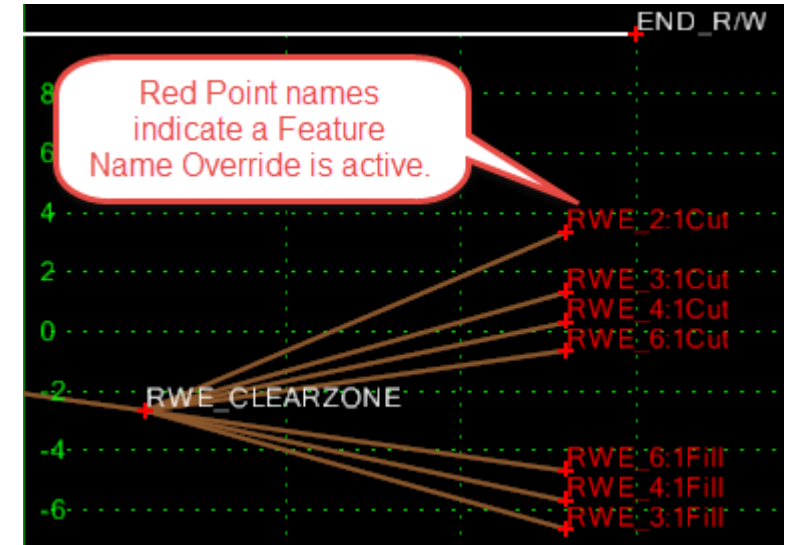 END_R/W
Red Point names
indicate a Feature
Name Override is active.
8
6
4
RWE_2:1Cut
2
RWE_3:1Cut
RWE_4:1Cut
0
RWE_6:1Cut
-2
RWE_CLEARZONE
-4
RWE_6:1Fill
RWE_4:1Fill
-6
RWE_3:1Fill